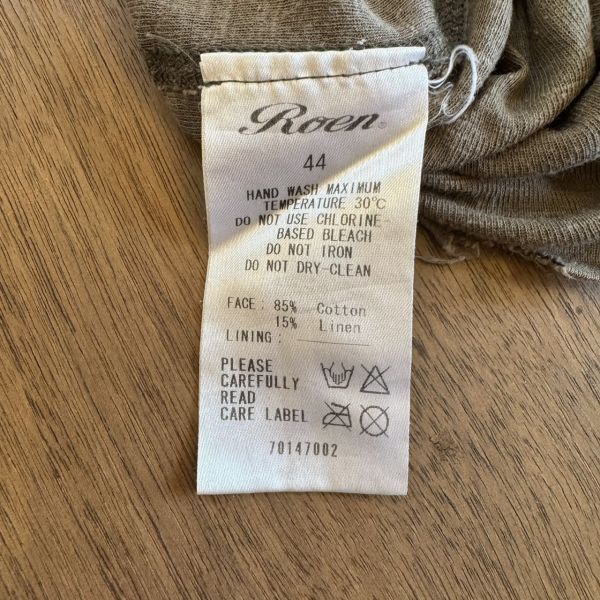 Roen®
44
HAND WASH MAXIMUM
TEMPERATURE 30℃
DO NOT USE CHLORINE-
BASED BLEACH
DO NOT IRON
DO NOT DRY-CLEAN
FACE: 85% Cotton
15% Linen
LINING:
PLEASE
CAREFULLY
READ
CARE LABEL
70147002